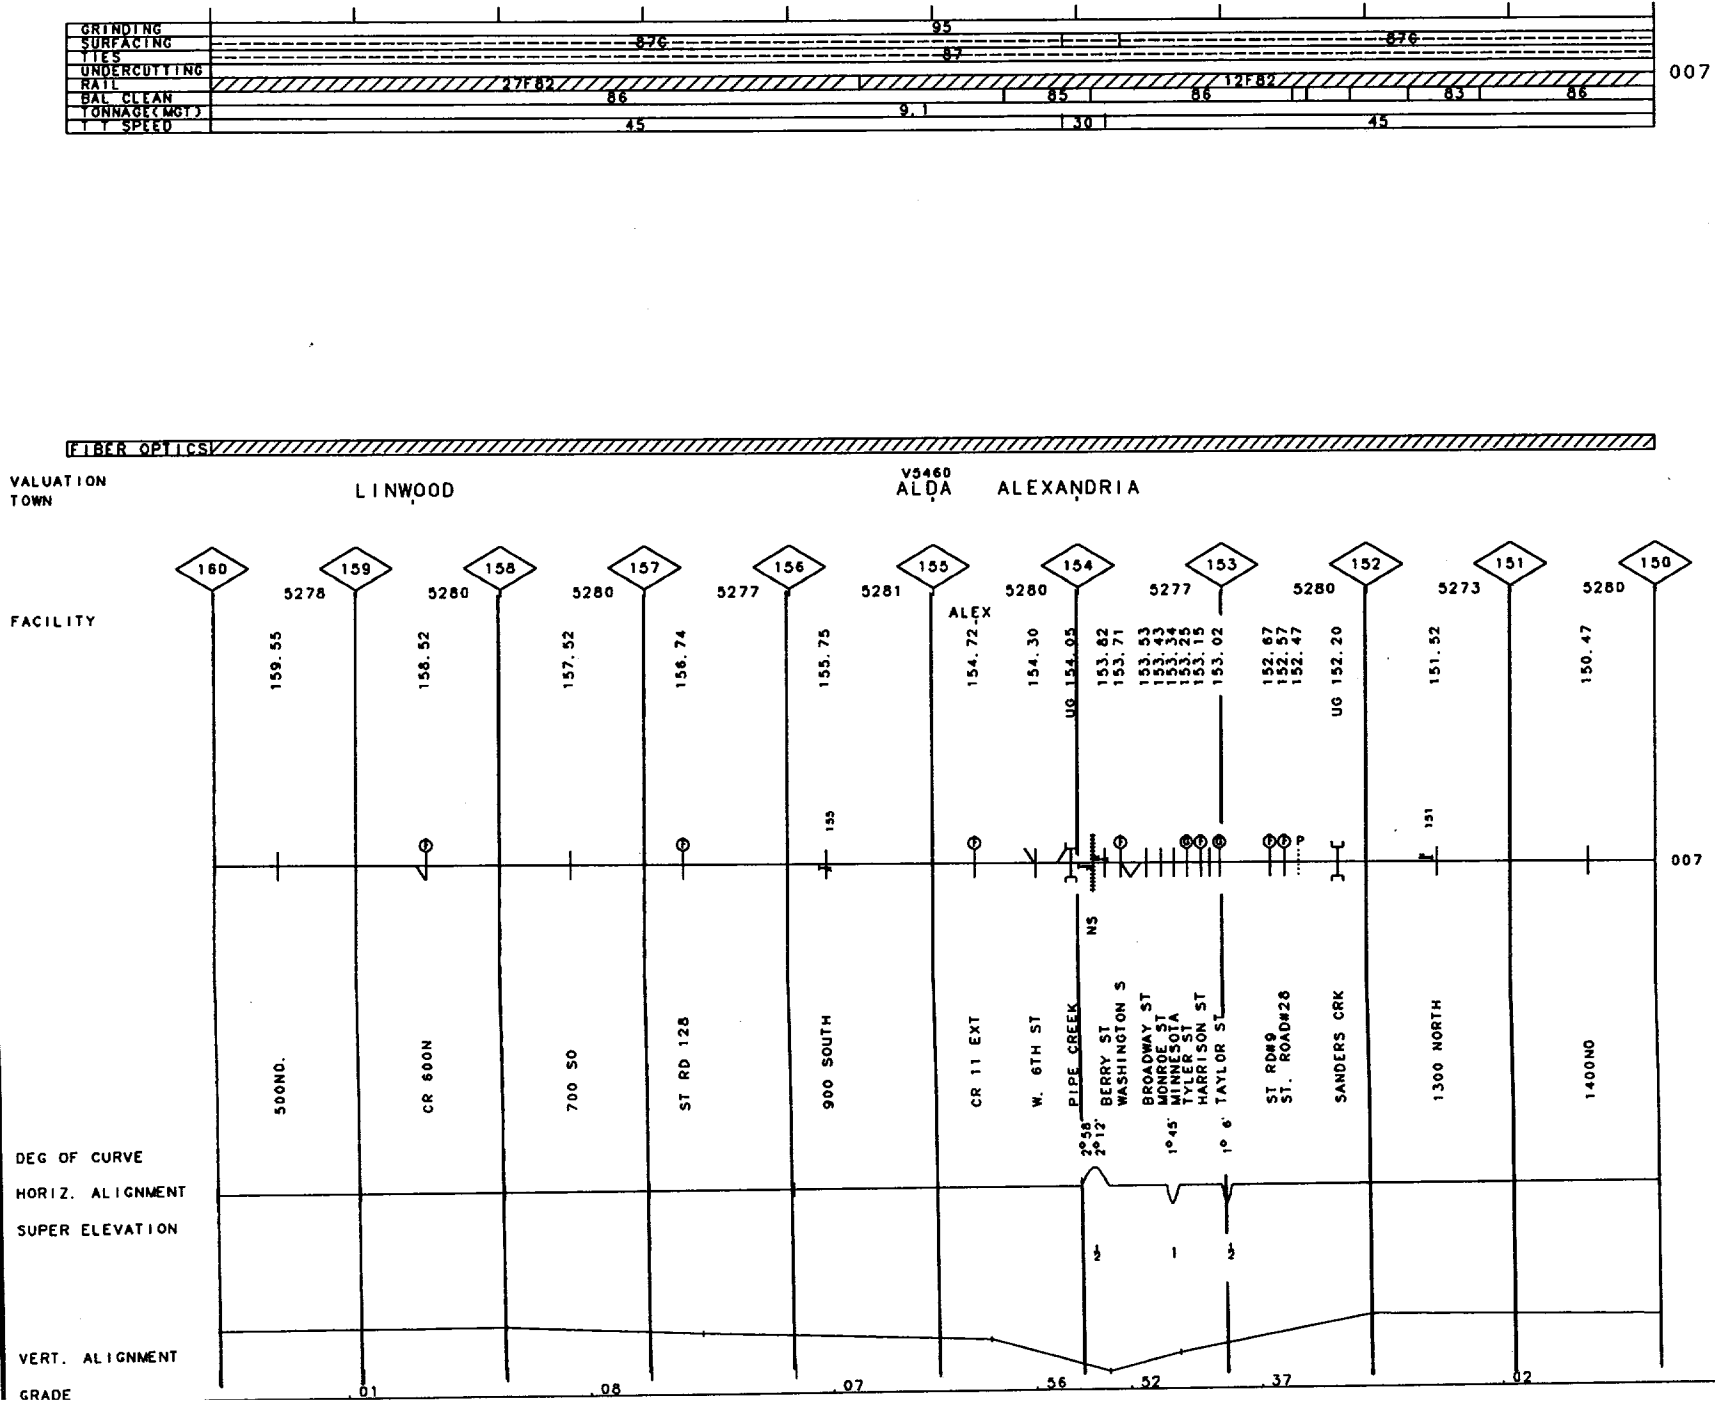 GRINDING 95
SURFACING 87G 87G
TIES 87
UNDERCUTTING
007
RAIL 27F82 12F82
BAL CLEAN 86 85 86 83 86
TONNAGE(MGT) 9.1
T T SPEED 45 30 45
FIBER OPTICS
VALUATION V5460
TOWN LINWOOD ALDA ALEXANDRIA
160 159 158 157 156 155 154 153 152 151 150
5278 5280 5280 5277 5281 5280 5277 5280 5273 5280
FACILITY
ALEX
159.55
158.52
157.52
156.74
155.75
154.72
154.30
UG 154.05
153.82
153.71
153.53
153.43
153.34
153.25
153.15
153.02
152.67
152.57
152.47
UG 152.20
151.52
150.47
155
P
151
007
NS
500NO.
CR 600N
700 SO
ST RD 128
900 SOUTH
CR 11 EXT
W. 6TH ST
PIPE CREEK
BERRY ST
WASHINGTON S
BROADWAY ST
MONROE ST
MINNESOTA
TYLER ST
HARRISON ST
TAYLOR ST
ST RD#9
ST. ROAD#28
SANDERS CRK
1300 NORTH
1400NO
DEG OF CURVE
2°58'
2°12'
1°45'
1° 6'
HORIZ. ALIGNMENT
SUPER ELEVATION
½ 1 ½
VERT. ALIGNMENT
GRADE .01 .08 .07 .56 .52 .37 .02